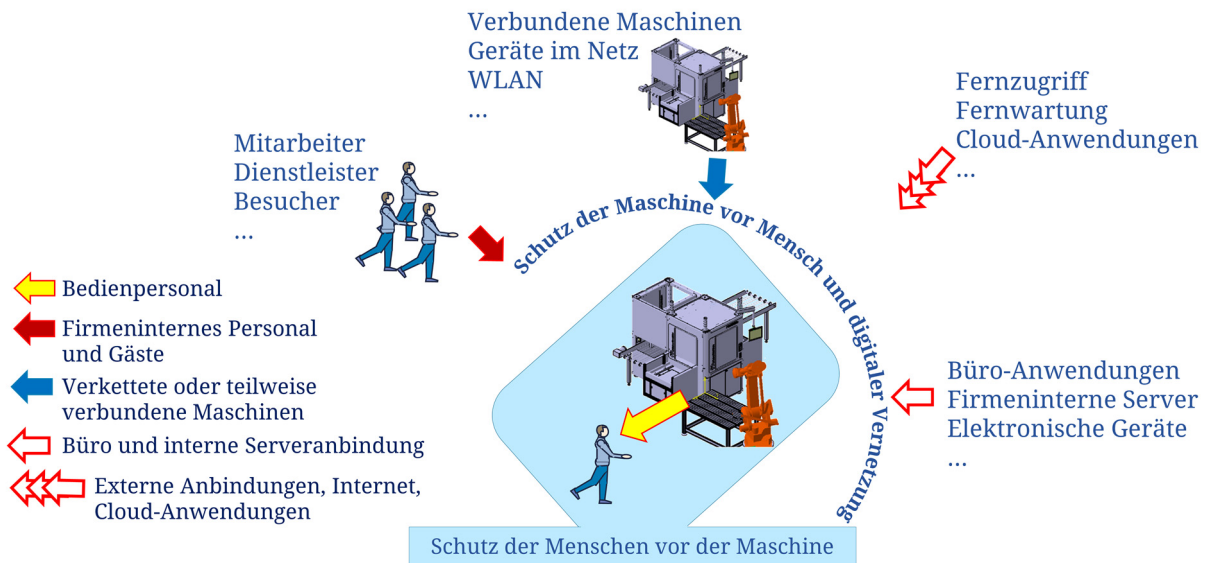 Verbundene Maschinen
Geräte im Netz
WLAN
...
Fernzugriff
Fernwartung
Cloud-Anwendungen
...
Mitarbeiter
Dienstleister
Besucher
...
Schutz der Maschine vor Mensch und digitaler Vernetzung
Bedienpersonal
Firmeninternes Personal
und Gäste
Verkettete oder teilweise
verbundene Maschinen
Büro und interne Serveranbindung
Externe Anbindungen, Internet,
Cloud-Anwendungen
Büro-Anwendungen
Firmeninterne Server
Elektronische Geräte
...
Schutz der Menschen vor der Maschine